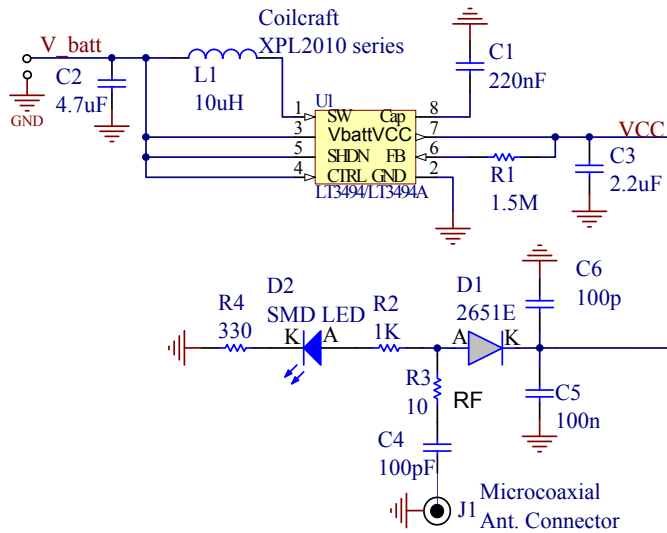 Coilcraft
XPL2010 series
V_batt
C1
220nF
C2
4.7uF
L1
10uH
GND
U1
1 SW Cap 8
3 VbattVCC 7
5 SHDN FB 6
4 CTRL GND 2
LT3494/LT3494A
VCC
R1
1.5M
C3
2.2uF
C6
100p
D2
SMD LED
D1
2651E
R4
330
R2
1K
K A
A K
R3
10
RF
C5
100n
C4
100pF
J1
Microcoaxial
Ant. Connector